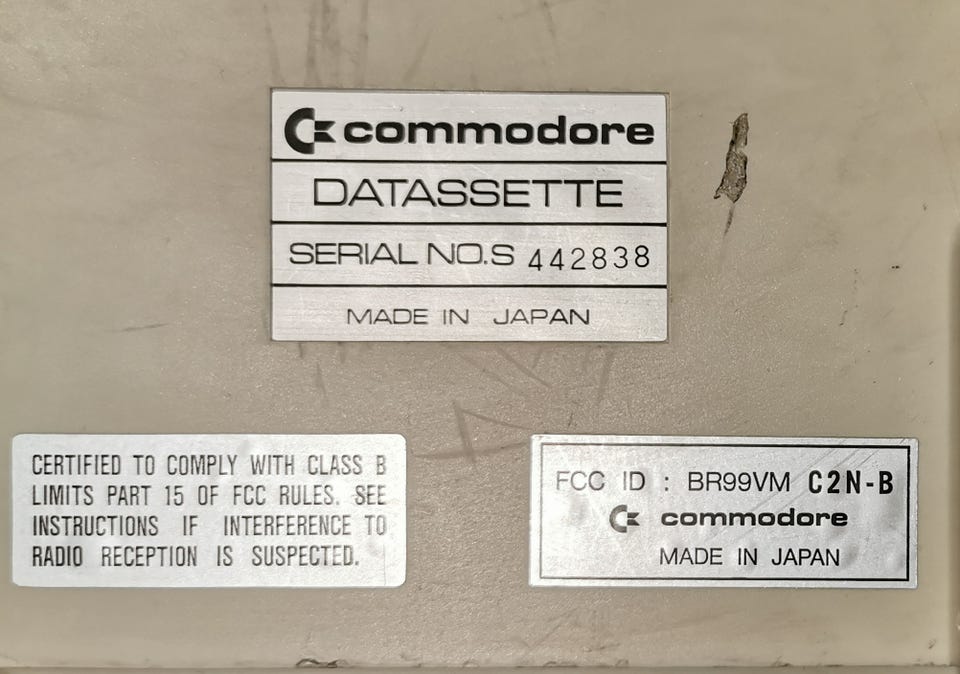 commodore
DATASSETTE
SERIAL NO.S 442838
MADE IN JAPAN
CERTIFIED TO COMPLY WITH CLASS B
LIMITS PART 15 OF FCC RULES. SEE
INSTRUCTIONS IF INTERFERENCE TO
RADIO RECEPTION IS SUSPECTED.
FCC ID : BR99VM C2N-B
commodore
MADE IN JAPAN